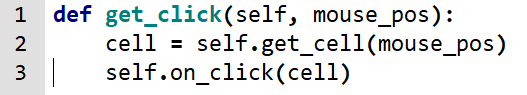 1 def get_click(self, mouse_pos):
2     cell = self.get_cell(mouse_pos)
3     self.on_click(cell)